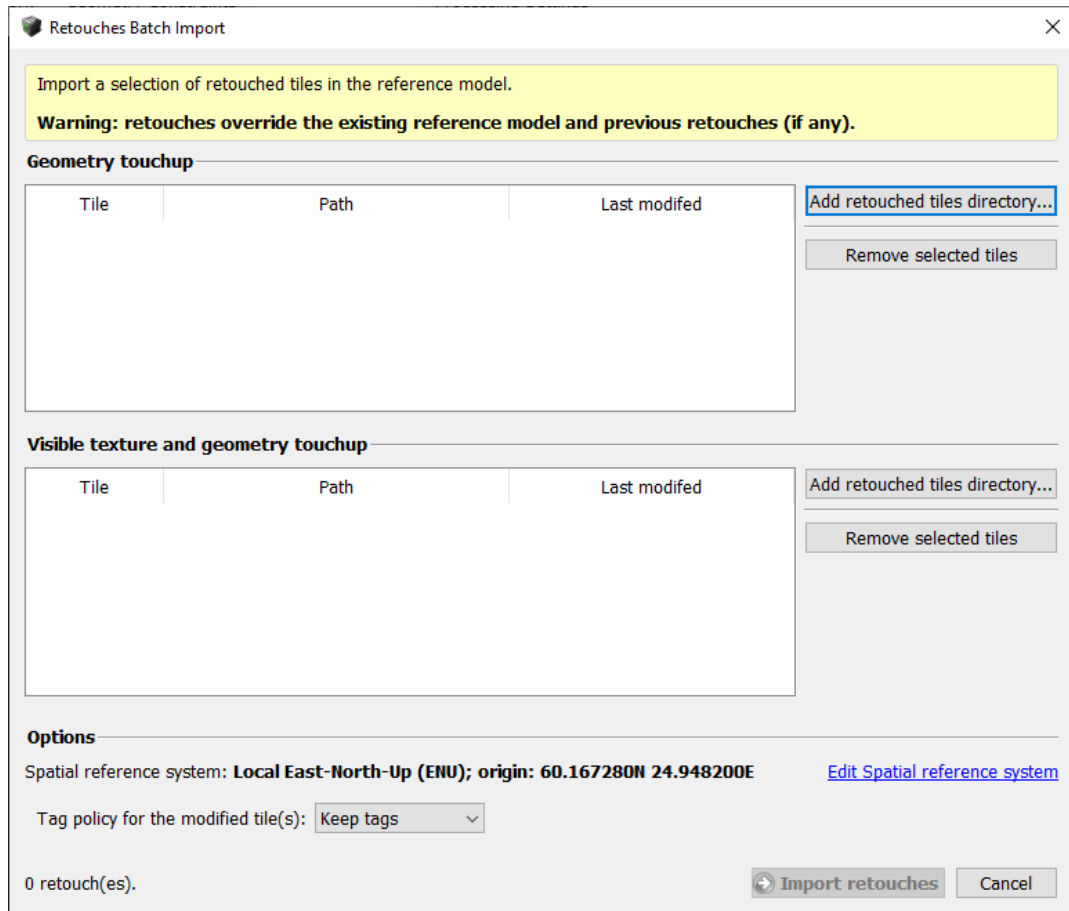 Retouches Batch Import
Import a selection of retouched tiles in the reference model.
Warning: retouches override the existing reference model and previous retouches (if any).
Geometry touchup
Tile Path Last modifed
Add retouched tiles directory...
Remove selected tiles
Visible texture and geometry touchup
Tile Path Last modifed
Add retouched tiles directory...
Remove selected tiles
Options
Spatial reference system: Local East-North-Up (ENU); origin: 60.167280N 24.948200E Edit Spatial reference system
Tag policy for the modified tile(s): Keep tags
0 retouch(es). Import retouches Cancel